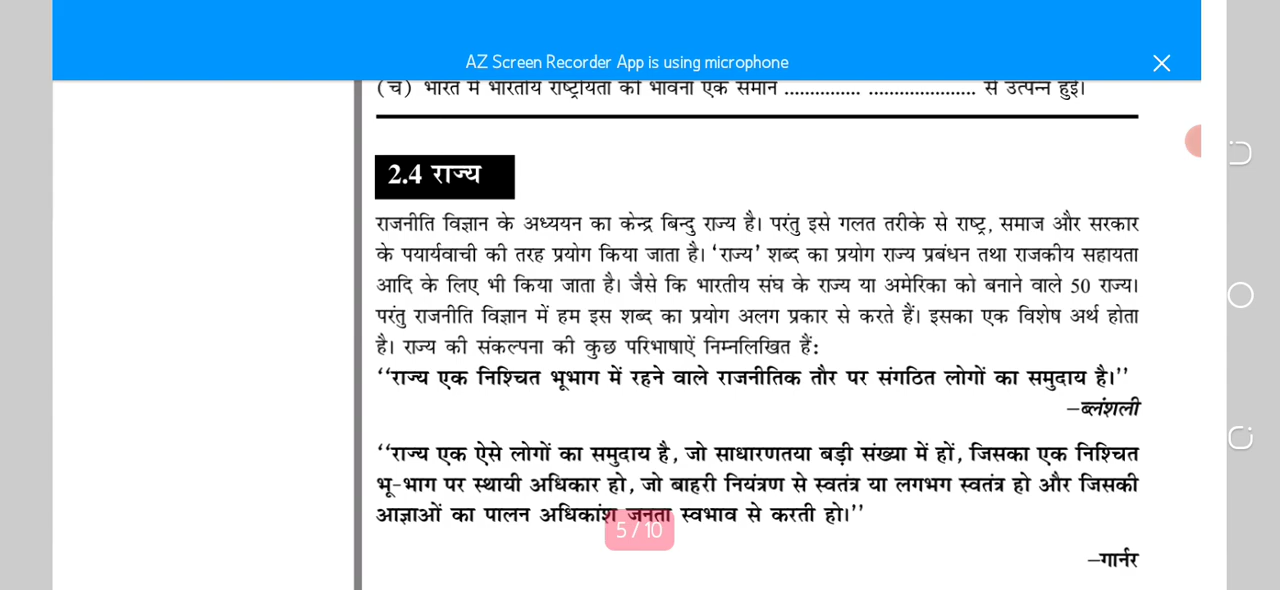 AZ Screen Recorder App is using microphone
(च) भारत में भारतीय राष्ट्रीयता की भावना एक समान ............... ..................... से उत्पन्न हुई।
2.4 राज्य
राजनीति विज्ञान के अध्ययन का केन्द्र बिन्दु राज्य है। परंतु इसे गलत तरीके से राष्ट्र, समाज और सरकार
के पयार्यवाची की तरह प्रयोग किया जाता है। ‘राज्य’ शब्द का प्रयोग राज्य प्रबंधन तथा राजकीय सहायता
आदि के लिए भी किया जाता है। जैसे कि भारतीय संघ के राज्य या अमेरिका को बनाने वाले 50 राज्य।
परंतु राजनीति विज्ञान में हम इस शब्द का प्रयोग अलग प्रकार से करते हैं। इसका एक विशेष अर्थ होता
है। राज्य की संकल्पना की कुछ परिभाषाऐं निम्नलिखित हैं:
‘‘राज्य एक निश्चित भूभाग में रहने वाले राजनीतिक तौर पर संगठित लोगों का समुदाय है।’’
–ब्लंशली
‘‘राज्य एक ऐसे लोगों का समुदाय है, जो साधारणतया बड़ी संख्या में हों, जिसका एक निश्चित
भू-भाग पर स्थायी अधिकार हो, जो बाहरी नियंत्रण से स्वतंत्र या लगभग स्वतंत्र हो और जिसकी
आज्ञाओं का पालन अधिकांश जनता स्वभाव से करती हो।’’
5 / 10
–गार्नर